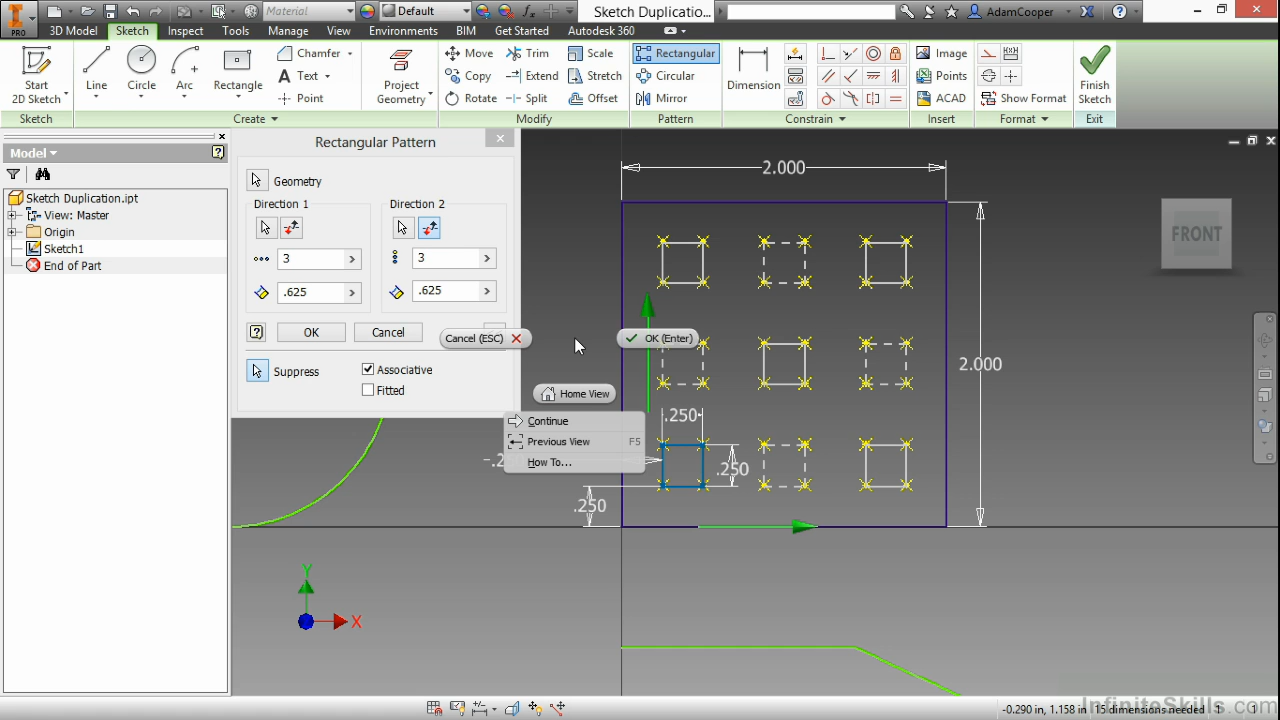 PRO
Material
Default
Sketch Duplicatio...
AdamCooper
3D Model
Sketch
Inspect
Tools
Manage
View
Environments
BIM
Get Started
Autodesk 360
Start
2D Sketch
Line
Circle
Arc
Rectangle
Chamfer
Text
Point
Project
Geometry
Move
Copy
Rotate
Trim
Extend
Split
Scale
Stretch
Offset
Rectangular
Circular
Mirror
Dimension
Image
Points
ACAD
Show Format
Finish
Sketch
Sketch
Create
Modify
Pattern
Constrain
Insert
Format
Exit
Model
Sketch Duplication.ipt
View: Master
Origin
Sketch1
End of Part
Rectangular Pattern
Geometry
Direction 1
Direction 2
3
3
.625
.625
OK
Cancel
Suppress
Associative
Fitted
Cancel (ESC)
OK (Enter)
Home View
Continue
Previous View F5
How To...
2.000
2.000
.250
.250
.250
FRONT
Y
X
InfiniteSkills.com
-0.290 in, 1.158 in
15 dimensions needed
1
1